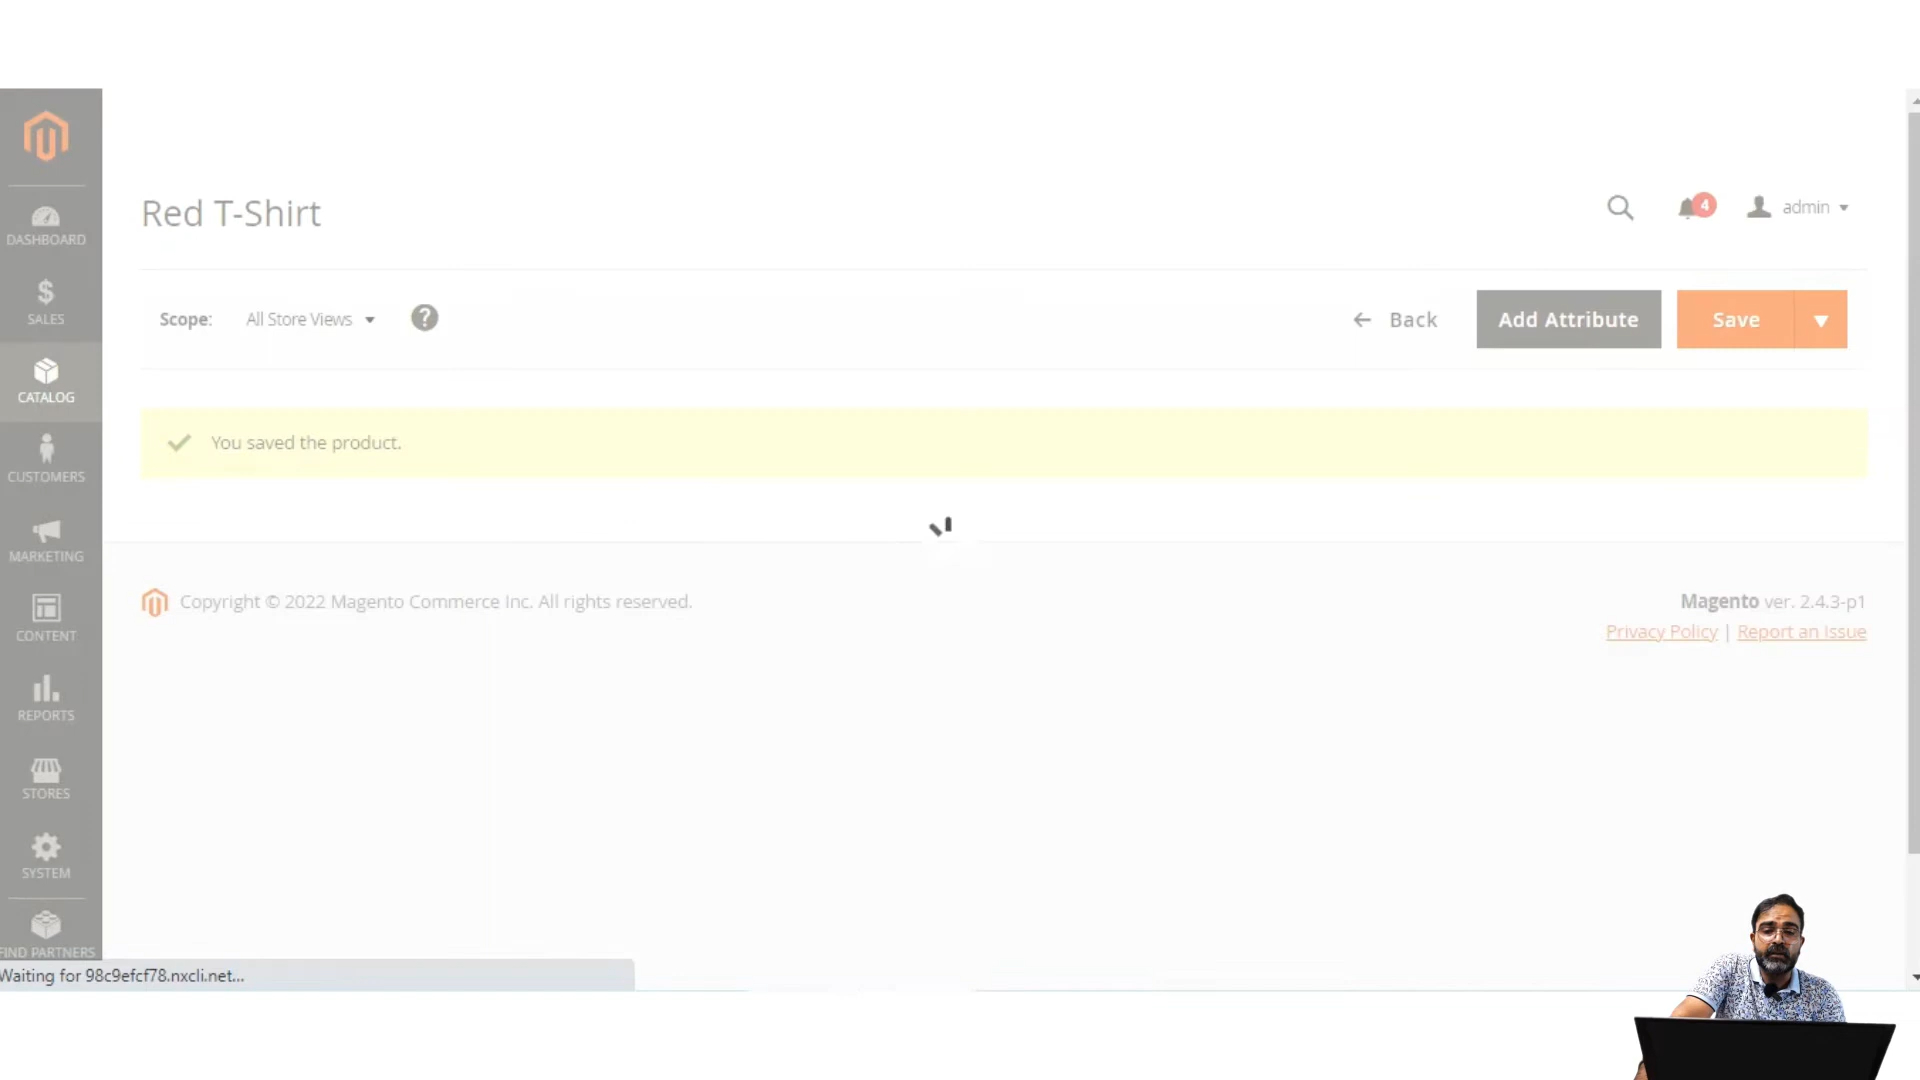 Red T-Shirt
4
admin
Scope:
All Store Views
?
Back
Add Attribute
Save
You saved the product.
DASHBOARD
$
SALES
CATALOG
CUSTOMERS
MARKETING
CONTENT
REPORTS
STORES
SYSTEM
FIND PARTNERS
Copyright © 2022 Magento Commerce Inc. All rights reserved.
Magento ver. 2.4.3-p1
Privacy Policy | Report an Issue
Waiting for 98c9efcf78.nxcli.net...